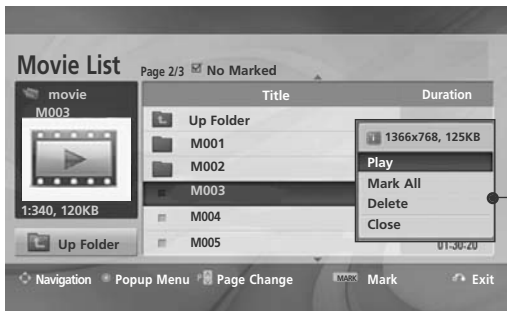 Movie List
Page 2/3 No Marked
movie
M003
1:340, 120KB
Up Folder
Title Duration
Up Folder
M001
M002
M003
M004
M005
01:30:20
1366x768, 125KB
Play
Mark All
Delete
Close
Navigation Popup Menu Page Change MARK Mark Exit